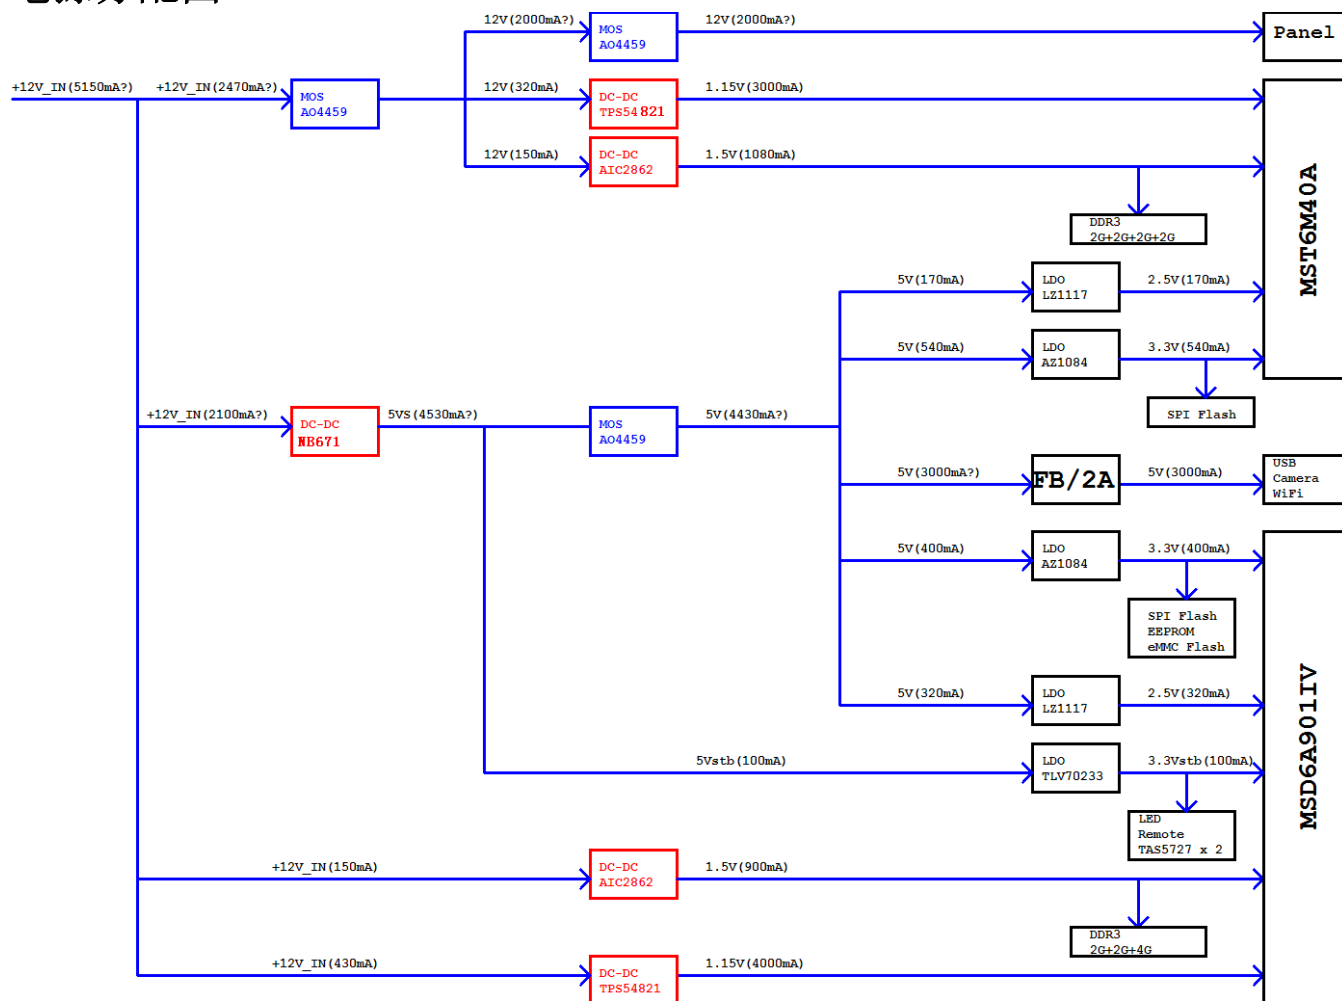 12V(2000mA?)
MOS
AO4459
12V(2000mA?)
Panel
+12V_IN(5150mA?)
+12V_IN(2470mA?)
MOS
AO4459
12V(320mA)
DC-DC
TPS54821
1.15V(3000mA)
12V(150mA)
DC-DC
AIC2862
1.5V(1080mA)
DDR3
2G+2G+2G+2G
MST6M40A
5V(170mA)
LDO
LZ1117
2.5V(170mA)
5V(540mA)
LDO
AZ1084
3.3V(540mA)
SPI Flash
+12V_IN(2100mA?)
DC-DC
NB671
5VS(4530mA?)
MOS
AO4459
5V(4430mA?)
5V(3000mA?)
FB/2A
5V(3000mA)
USB
Camera
WiFi
5V(400mA)
LDO
AZ1084
3.3V(400mA)
SPI Flash
EEPROM
eMMC Flash
5V(320mA)
LDO
LZ1117
2.5V(320mA)
MSD6A901IV
5Vstb(100mA)
LDO
TLV70233
3.3Vstb(100mA)
LED
Remote
TAS5727 x 2
+12V_IN(150mA)
DC-DC
AIC2862
1.5V(900mA)
DDR3
2G+2G+4G
+12V_IN(430mA)
DC-DC
TPS54821
1.15V(4000mA)